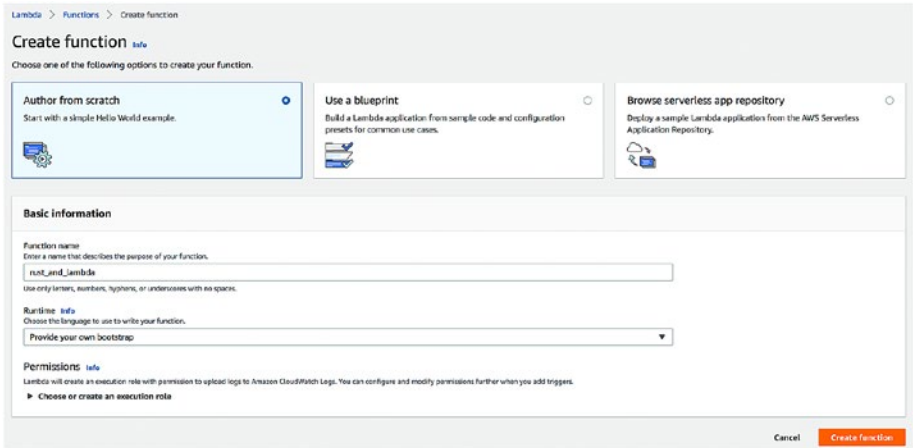 Lambda > Functions > Create function
Create function Info
Choose one of the following options to create your function.
Author from scratch
Start with a simple Hello World example.
Use a blueprint
Build a Lambda application from sample code and configuration
presets for common use cases.
Browse serverless app repository
Deploy a sample Lambda application from the AWS Serverless
Application Repository.
Basic information
Function name
Enter a name that describes the purpose of your function.
rust_and_lambda
Use only letters, numbers, hyphens, or underscores with no spaces.
Runtime Info
Choose the language to use to write your function.
Provide your own bootstrap
Permissions Info
Lambda will create an execution role with permission to upload logs to Amazon CloudWatch Logs. You can configure and modify permissions further when you add triggers.
Choose or create an execution role
Cancel
Create function